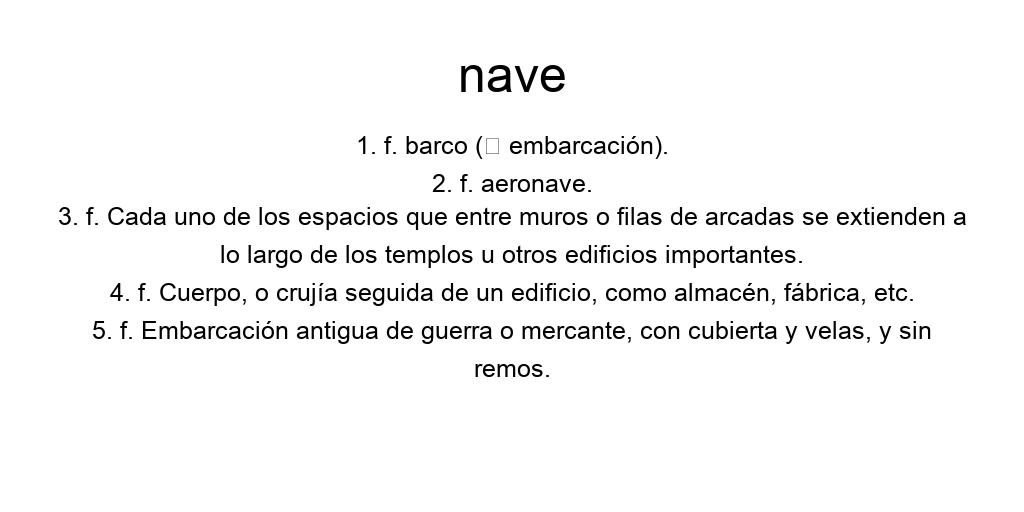 nave
1. f. barco (□ embarcación).
2. f. aeronave.
3. f. Cada uno de los espacios que entre muros o filas de arcadas se extienden a
lo largo de los templos u otros edificios importantes.
4. f. Cuerpo, o crujía seguida de un edificio, como almacén, fábrica, etc.
5. f. Embarcación antigua de guerra o mercante, con cubierta y velas, y sin
remos.